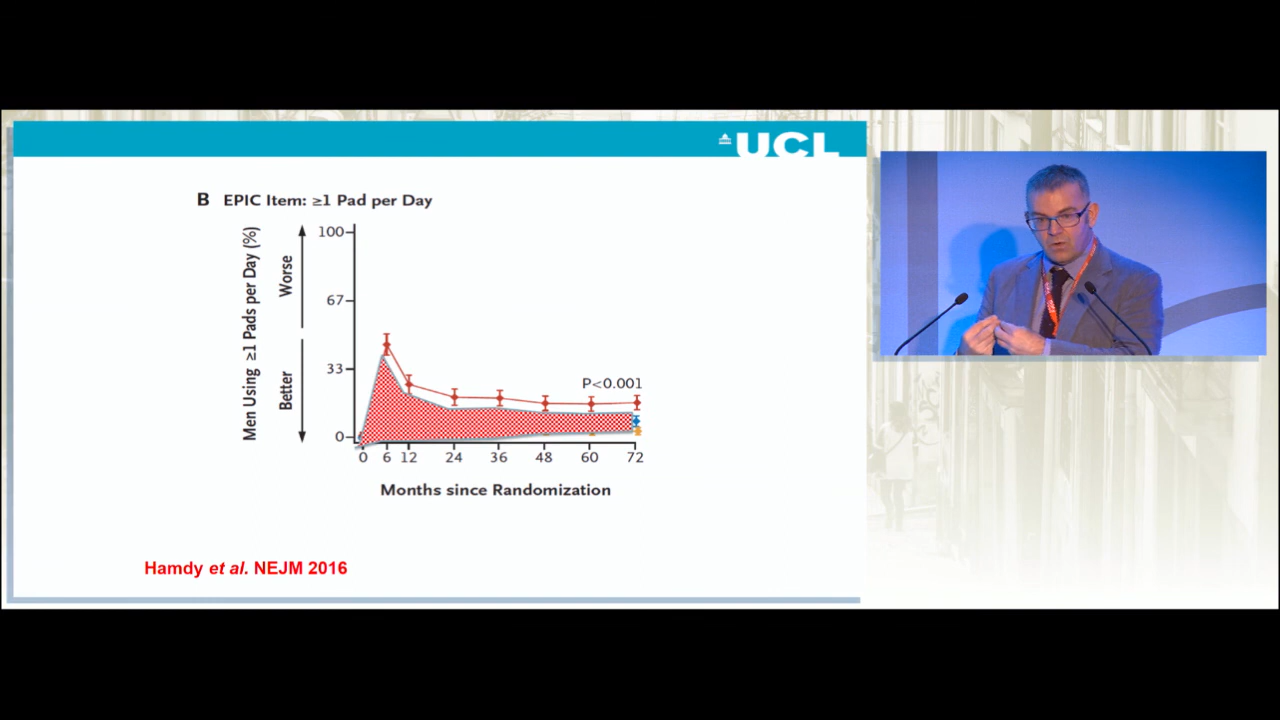 UCL
B EPIC Item: ≥1 Pad per Day
Men Using ≥1 Pads per Day (%)
Worse
Better
100
67
33
0
P<0.001
0 6 12 24 36 48 60 72
Months since Randomization
Hamdy et al. NEJM 2016